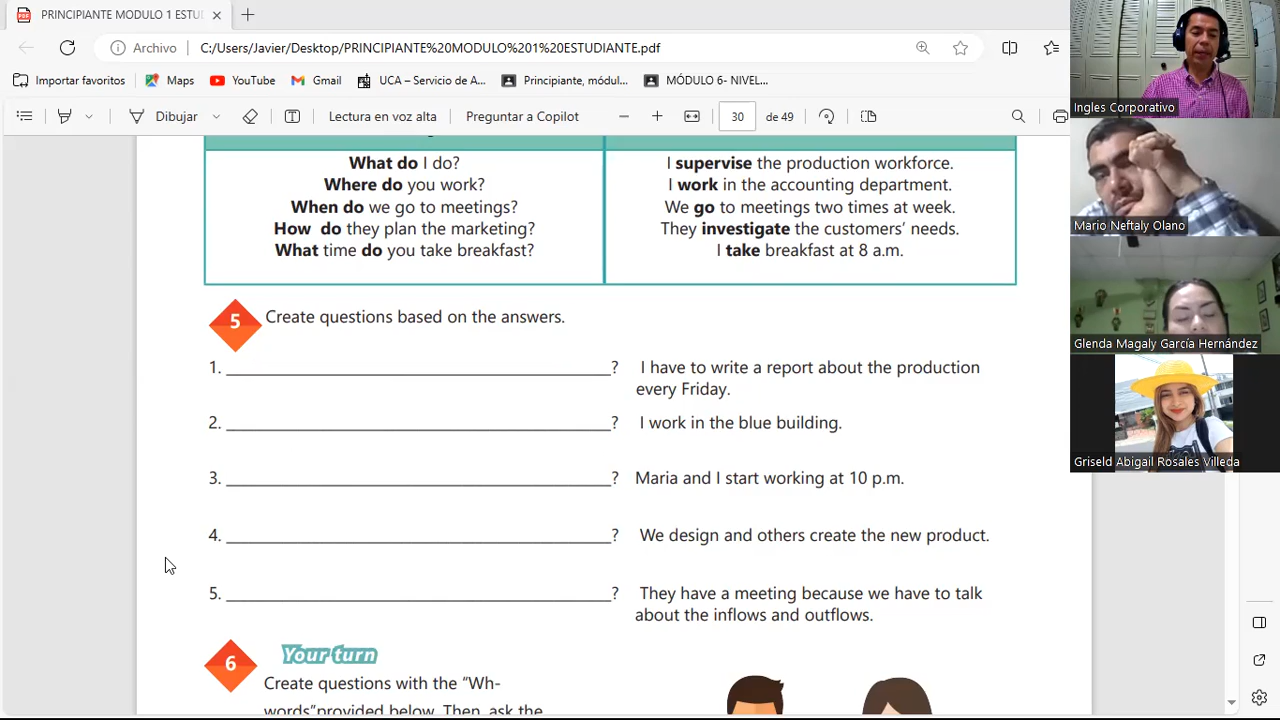 PRINCIPIANTE MODULO 1 ESTUI
Archivo C:/Users/Javier/Desktop/PRINCIPIANTE%20MODULO%201%20ESTUDIANTE.pdf
Importar favoritos Maps YouTube Gmail UCA – Servicio de A... Principiante, módul... MÓDULO 6- NIVEL...
Dibujar Lectura en voz alta Preguntar a Copilot 30 de 49
What do I do? I supervise the production workforce.
Where do you work? I work in the accounting department.
When do we go to meetings? We go to meetings two times at week.
How do they plan the marketing? They investigate the customers’ needs.
What time do you take breakfast? I take breakfast at 8 a.m.
5 Create questions based on the answers.
1. ? I have to write a report about the production
every Friday.
2. ? I work in the blue building.
3. ? Maria and I start working at 10 p.m.
4. ? We design and others create the new product.
5. ? They have a meeting because we have to talk
about the inflows and outflows.
6 Your turn
Create questions with the “Wh-
words”provided below. Then, ask the
Ingles Corporativo
Mario Neftaly Olano
Glenda Magaly García Hernández
Griseld Abigail Rosales Villeda